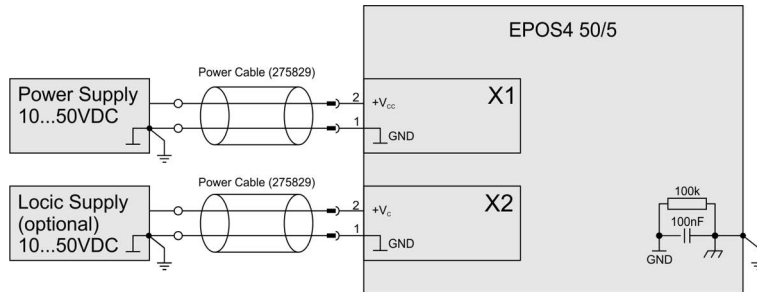 EPOS4 50/5
Power Cable (275829)
Power Supply
10...50VDC
2
+Vcc
X1
1
GND
Power Cable (275829)
Locic Supply
(optional)
10...50VDC
2
+Vc
X2
1
GND
100k
100nF
GND